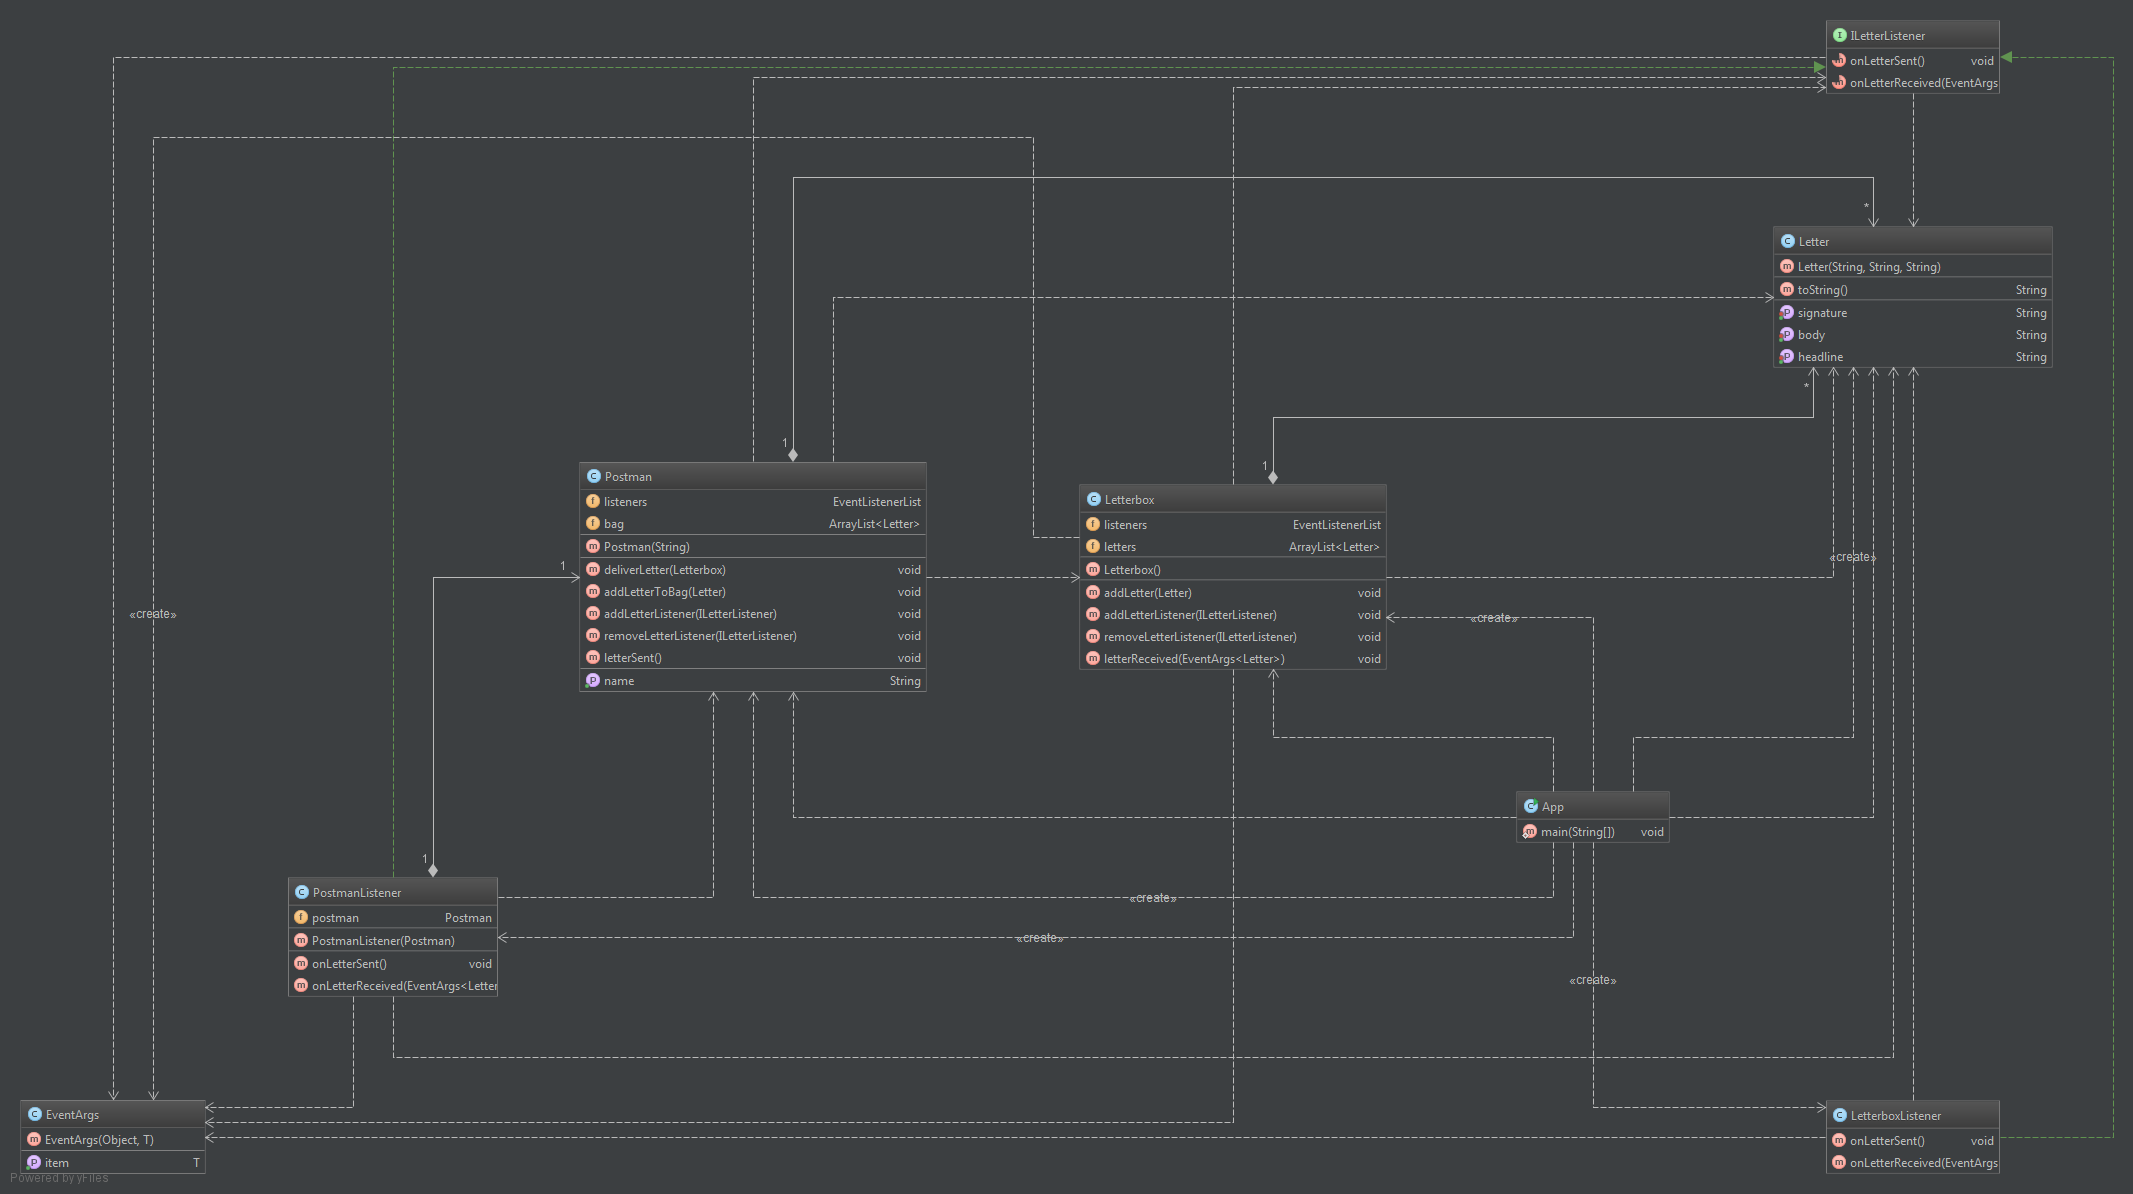 ILetterListener
onLetterSent() void
onLetterReceived(EventArgs
*
Letter
Letter(String, String, String)
toString() String
signature String
body String
headline String
*
1
Postman
listeners EventListenerList
bag ArrayList<Letter>
Postman(String)
deliverLetter(Letterbox) void
addLetterToBag(Letter) void
addLetterListener(ILetterListener) void
removeLetterListener(ILetterListener) void
letterSent() void
name String
1
Letterbox
listeners EventListenerList
letters ArrayList<Letter>
Letterbox()
addLetter(Letter) void
addLetterListener(ILetterListener) void
removeLetterListener(ILetterListener) void
letterReceived(EventArgs<Letter>) void
«create»
1
«create»
«create»
App
main(String[]) void
1
PostmanListener
postman Postman
PostmanListener(Postman)
onLetterSent() void
onLetterReceived(EventArgs<Letter
«create»
«create»
«create»
EventArgs
EventArgs(Object, T)
item T
LetterboxListener
onLetterSent() void
onLetterReceived(EventArgs
Powered by yFiles